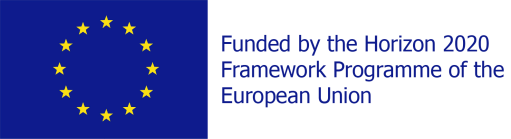 Funded by the Horizon 2020
Framework Programme of the
European Union